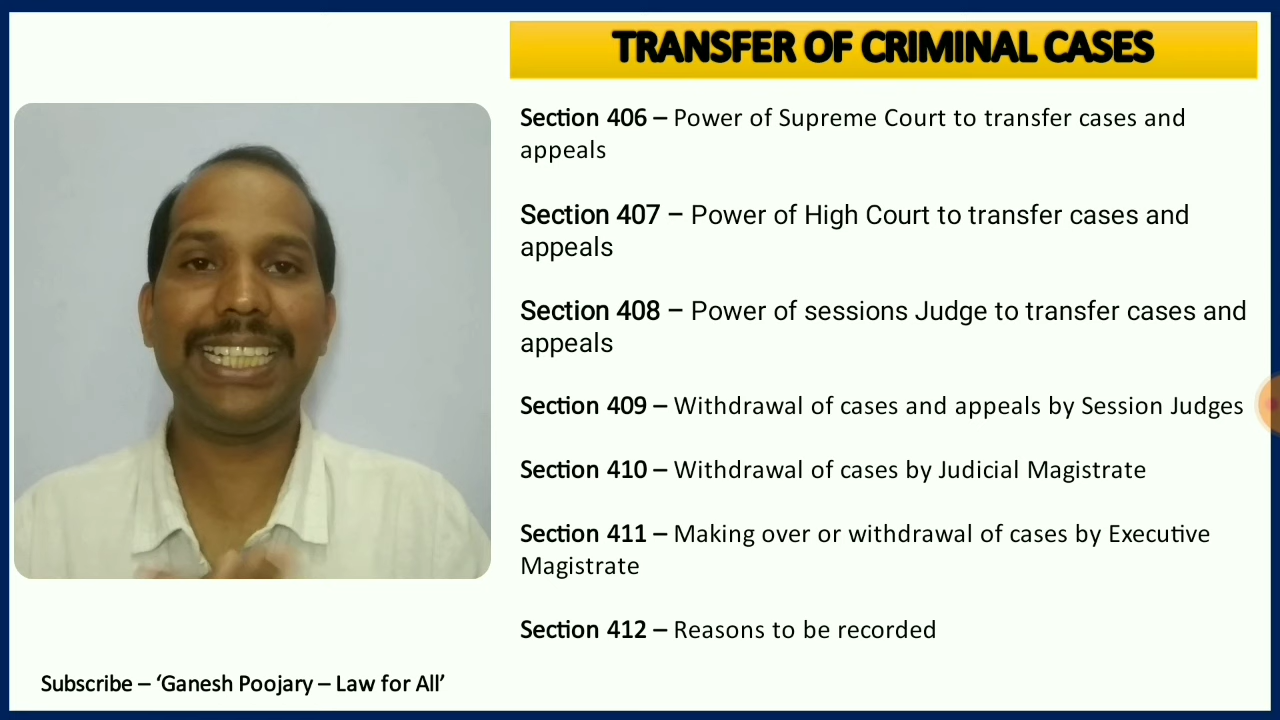 TRANSFER OF CRIMINAL CASES
Section 406 – Power of Supreme Court to transfer cases and
appeals
Section 407 – Power of High Court to transfer cases and
appeals
Section 408 – Power of sessions Judge to transfer cases and
appeals
Section 409 – Withdrawal of cases and appeals by Session Judges
Section 410 – Withdrawal of cases by Judicial Magistrate
Section 411 – Making over or withdrawal of cases by Executive
Magistrate
Section 412 – Reasons to be recorded
Subscribe – ‘Ganesh Poojary – Law for All’